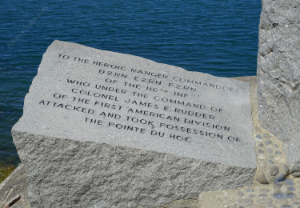 TO THE HEROIC RANGER COMMANDOES
D2RN E2RN F2RN
OF THE 116TH INF
WHO UNDER THE COMMAND OF
COLONEL JAMES E. RUDDER
OF THE FIRST AMERICAN DIVISION
ATTACKED AND TOOK POSSESSION OF
THE POINTE DU HOC